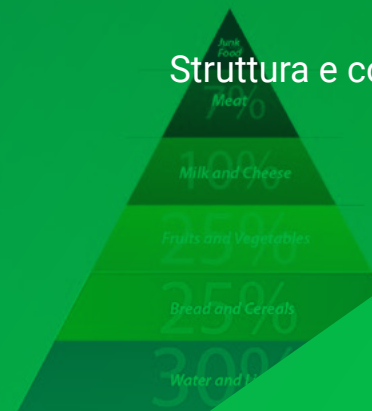 Junk
Food
Struttura e co
7%
Meat
10%
Milk and Cheese
25%
Fruits and Vegetables
25%
Bread and Cereals
30%
Water and Li